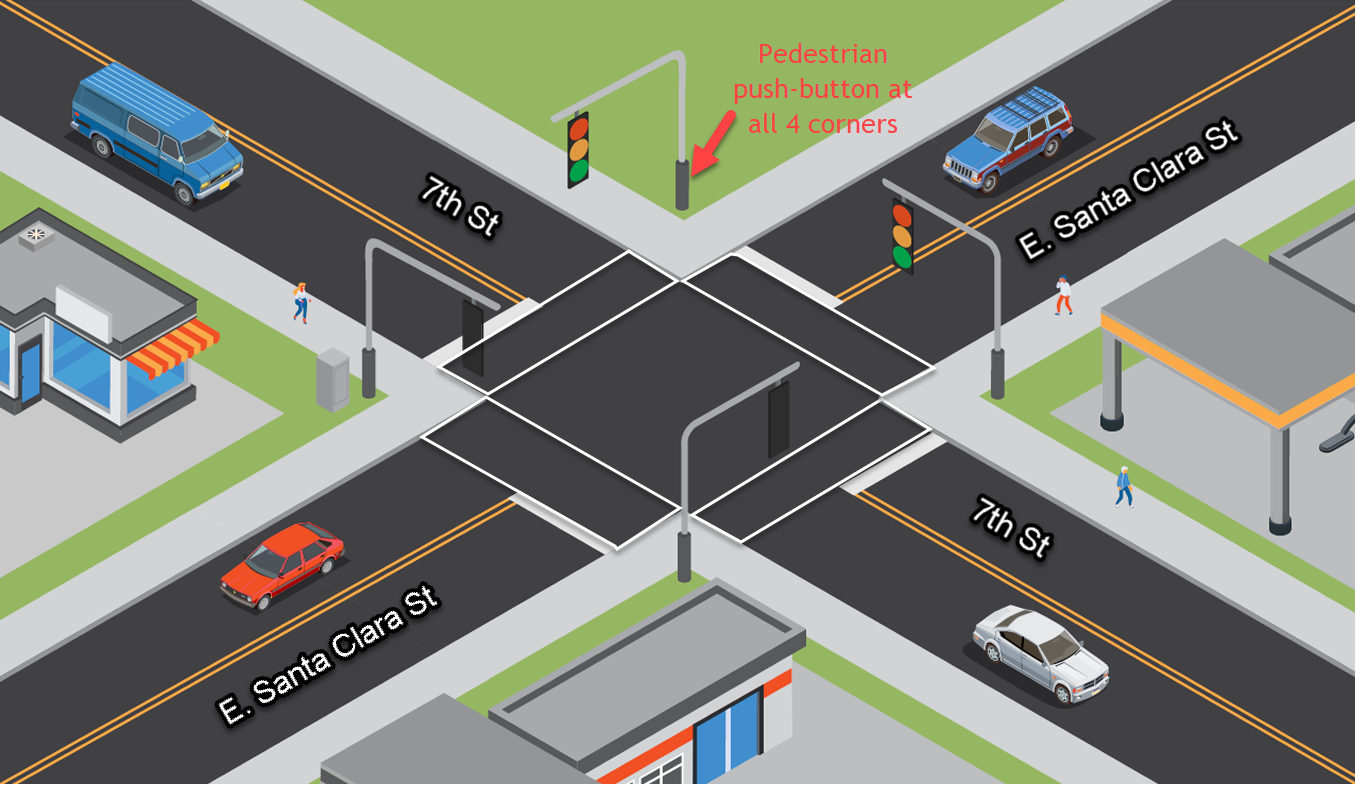 Pedestrian
push-button at
all 4 corners
7th St
E. Santa Clara St
7th St
E. Santa Clara St